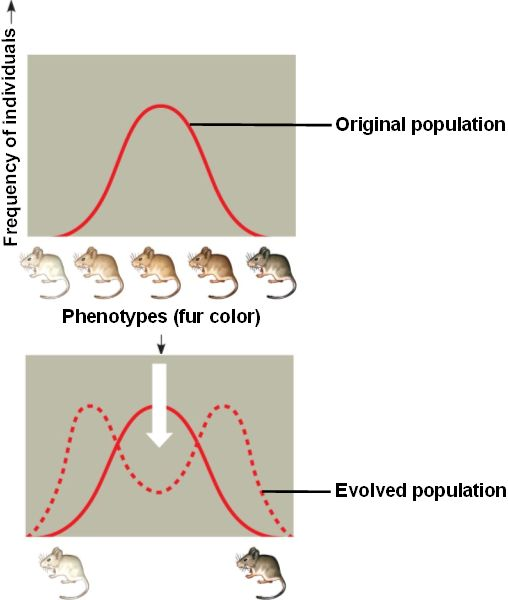 Frequency of individuals
Original population
Phenotypes (fur color)
Evolved population